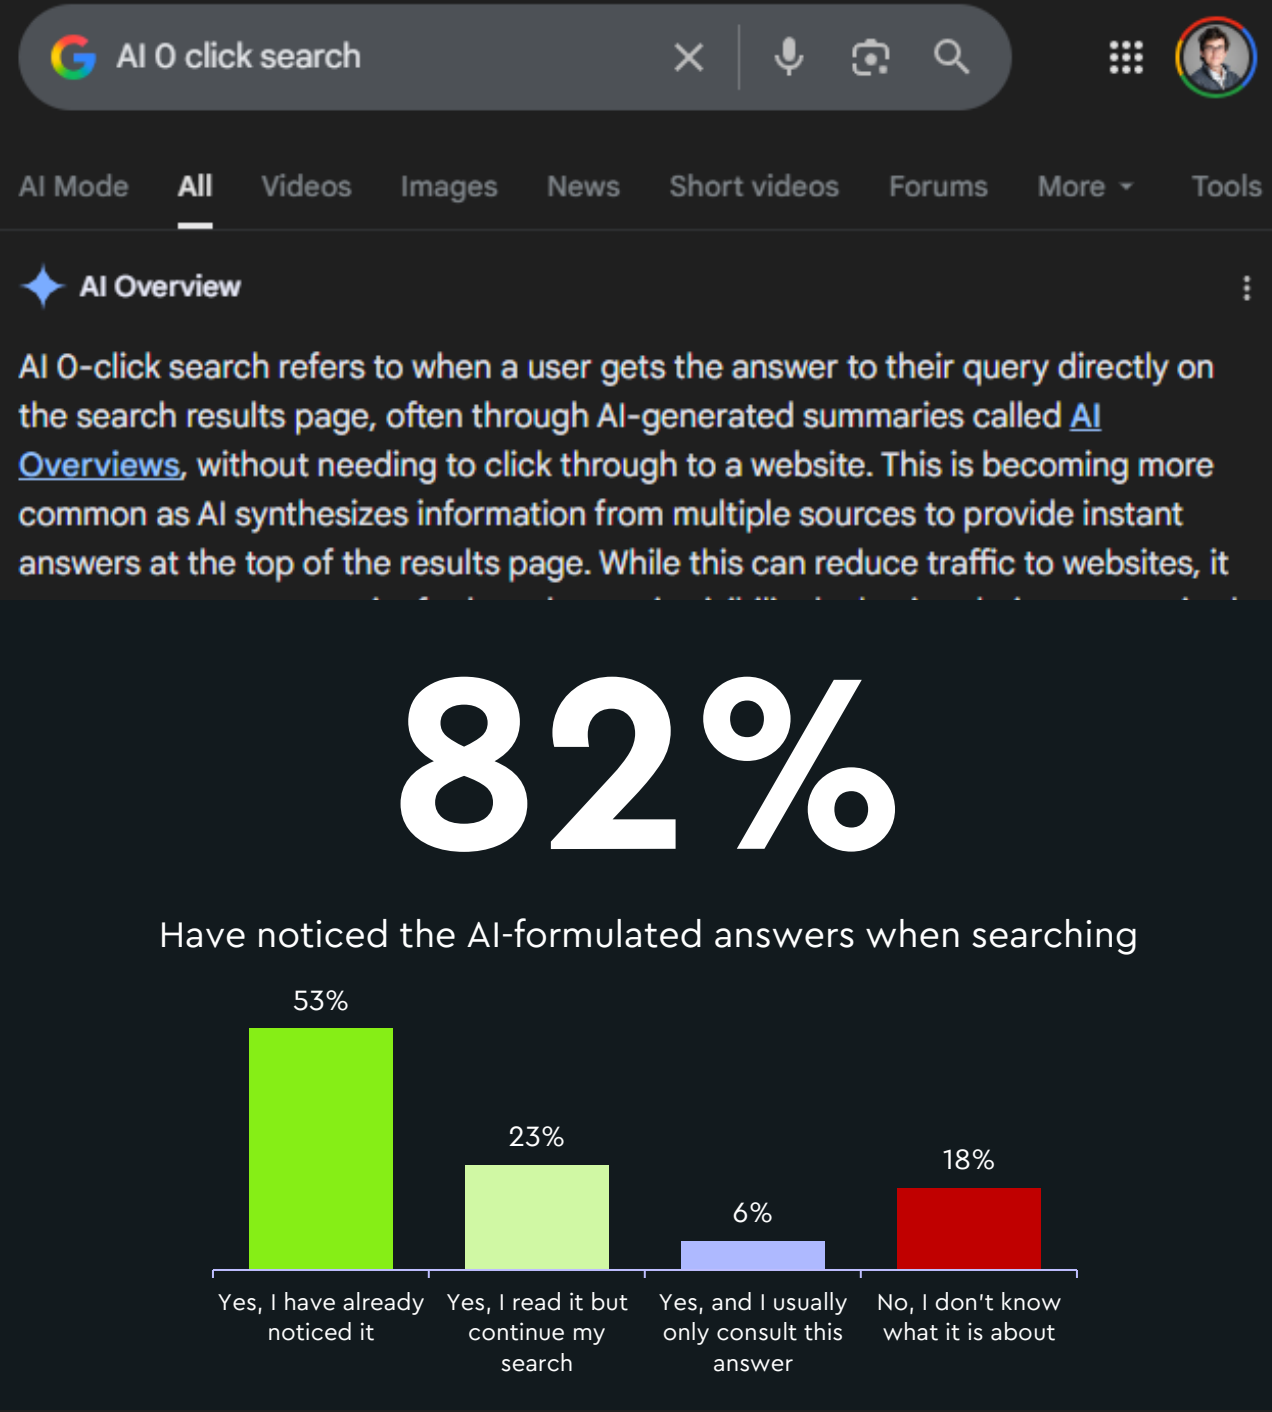 AI 0 click search
AI Mode All Videos Images News Short videos Forums More Tools
AI Overview
AI 0-click search refers to when a user gets the answer to their query directly on
the search results page, often through AI-generated summaries called AI
Overviews, without needing to click through to a website. This is becoming more
common as AI synthesizes information from multiple sources to provide instant
answers at the top of the results page. While this can reduce traffic to websites, it
82%
Have noticed the AI-formulated answers when searching
53%
23%
6%
18%
Yes, I have already
noticed it
Yes, I read it but
continue my
search
Yes, and I usually
only consult this
answer
No, I don't know
what it is about